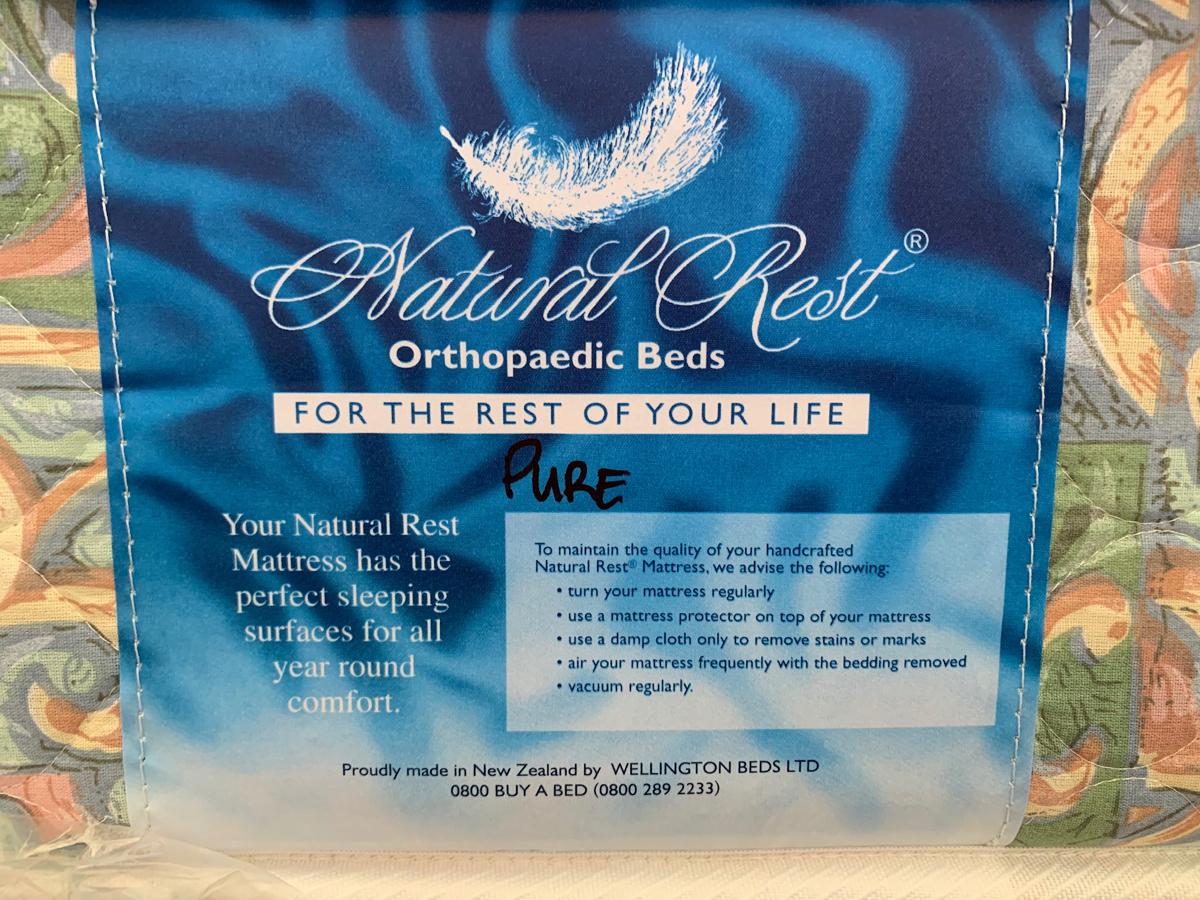 Natural Rest®
Orthopaedic Beds
FOR THE REST OF YOUR LIFE
PURE
Your Natural Rest
Mattress has the
perfect sleeping
surfaces for all
year round
comfort.
To maintain the quality of your handcrafted
Natural Rest® Mattress, we advise the following:
• turn your mattress regularly
• use a mattress protector on top of your mattress
• use a damp cloth only to remove stains or marks
• air your mattress frequently with the bedding removed
• vacuum regularly.
Proudly made in New Zealand by WELLINGTON BEDS LTD
0800 BUY A BED (0800 289 2233)